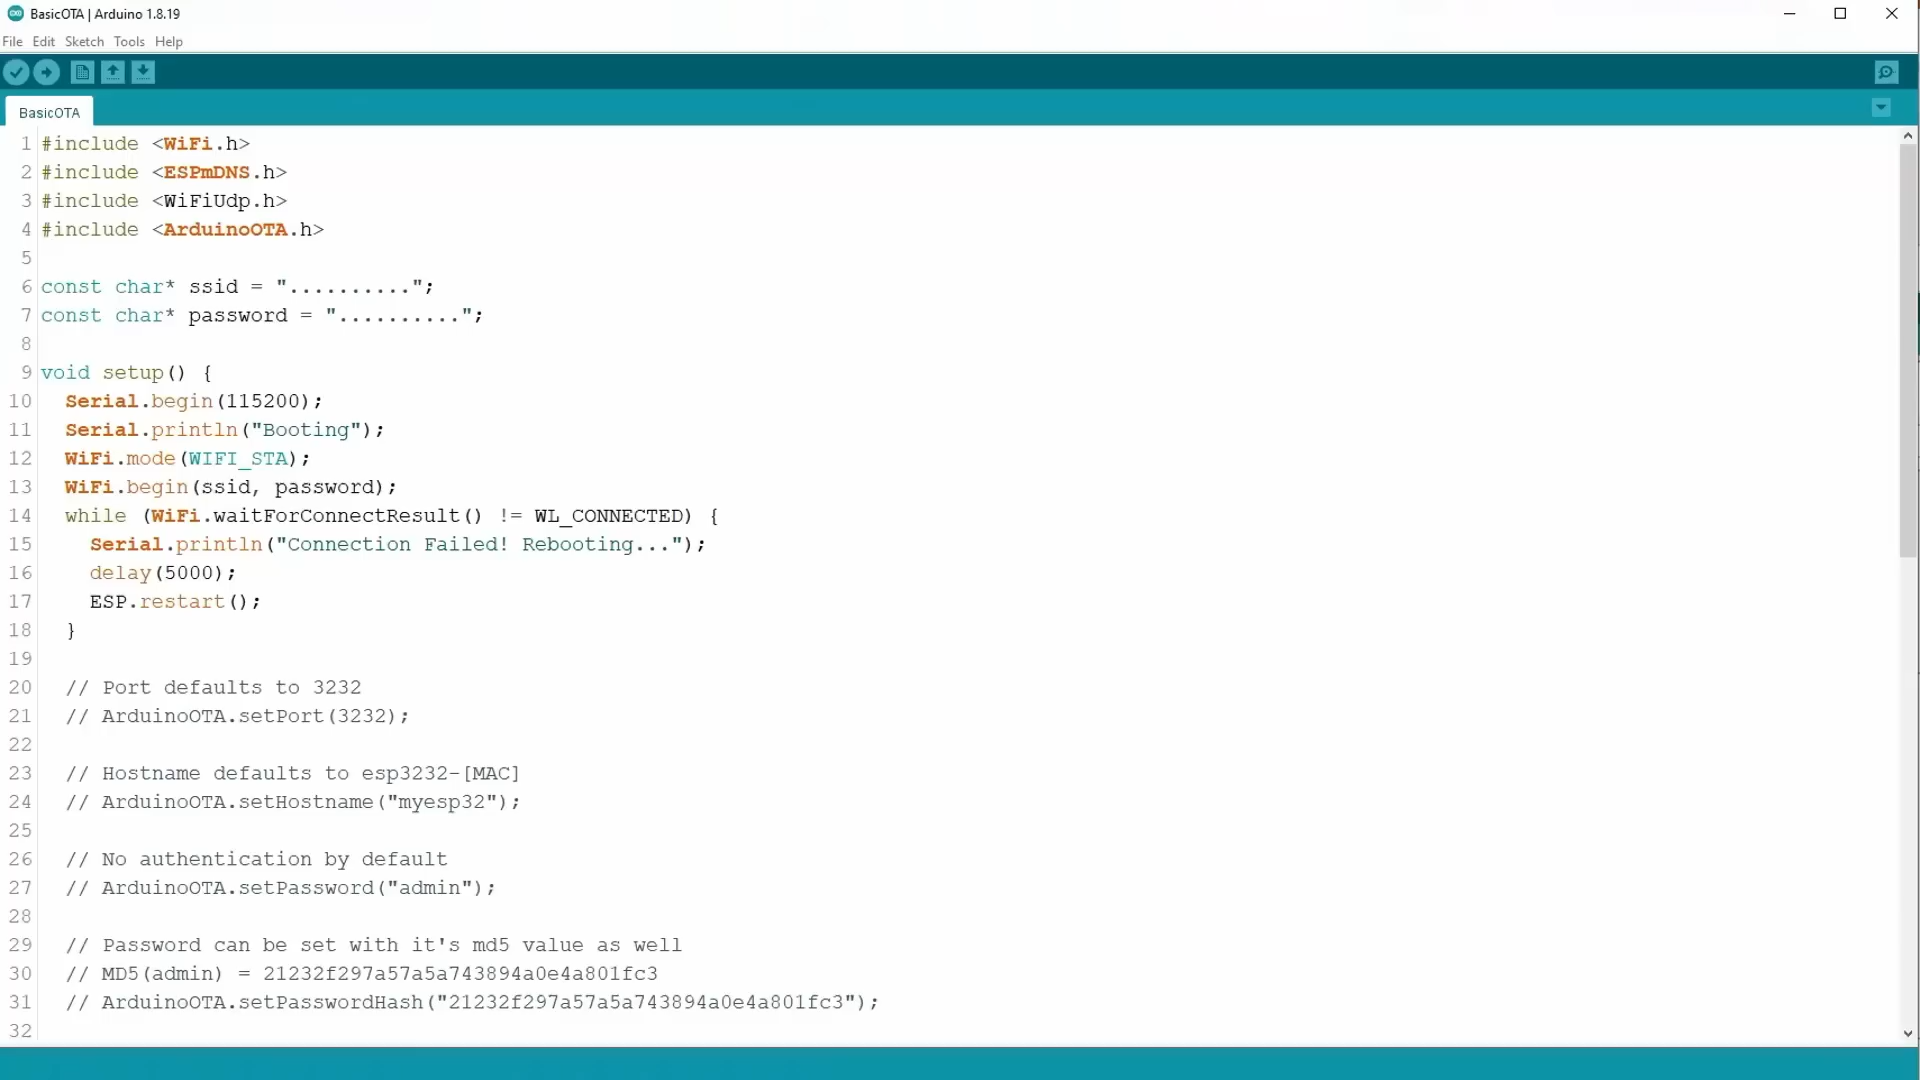 BasicOTA | Arduino 1.8.19
File Edit Sketch Tools Help
BasicOTA
1 #include <WiFi.h>
2 #include <ESPmDNS.h>
3 #include <WiFiUdp.h>
4 #include <ArduinoOTA.h>
5
6 const char* ssid = "..........";
7 const char* password = "..........";
8
9 void setup() {
10   Serial.begin(115200);
11   Serial.println("Booting");
12   WiFi.mode(WIFI_STA);
13   WiFi.begin(ssid, password);
14   while (WiFi.waitForConnectResult() != WL_CONNECTED) {
15     Serial.println("Connection Failed! Rebooting...");
16     delay(5000);
17     ESP.restart();
18   }
19
20   // Port defaults to 3232
21   // ArduinoOTA.setPort(3232);
22
23   // Hostname defaults to esp3232-[MAC]
24   // ArduinoOTA.setHostname("myesp32");
25
26   // No authentication by default
27   // ArduinoOTA.setPassword("admin");
28
29   // Password can be set with it's md5 value as well
30   // MD5(admin) = 21232f297a57a5a743894a0e4a801fc3
31   // ArduinoOTA.setPasswordHash("21232f297a57a5a743894a0e4a801fc3");
32